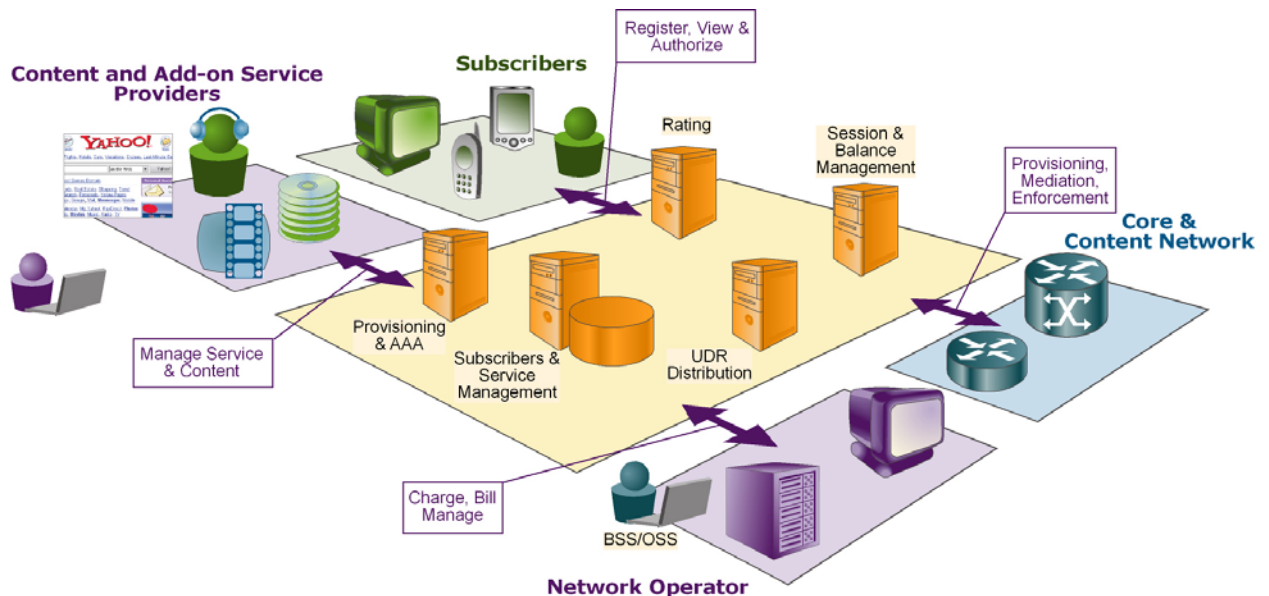 Register, View &
Authorize
Content and Add-on Service
Providers
Subscribers
YAHOO!
Rating
Session &
Balance
Management
Provisioning,
Mediation,
Enforcement
Core &
Content Network
Provisioning
& AAA
Subscribers &
Service
Management
UDR
Distribution
Manage Service
& Content
Charge, Bill
Manage
BSS/OSS
Network Operator